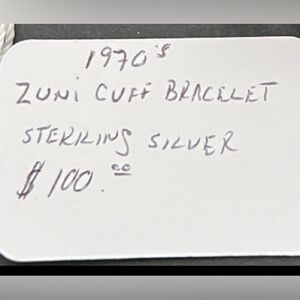 1970's
ZUNI CUFF BRACELET
STERLING SILVER
$100.00